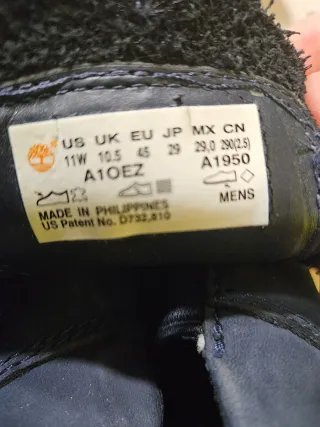 US UK EU JP MX CN
11W 10.5 45 29 29.0 290(2.5)
A1OEZ A1950
MENS
MADE IN PHILIPPINES
US Patent No. D732,810